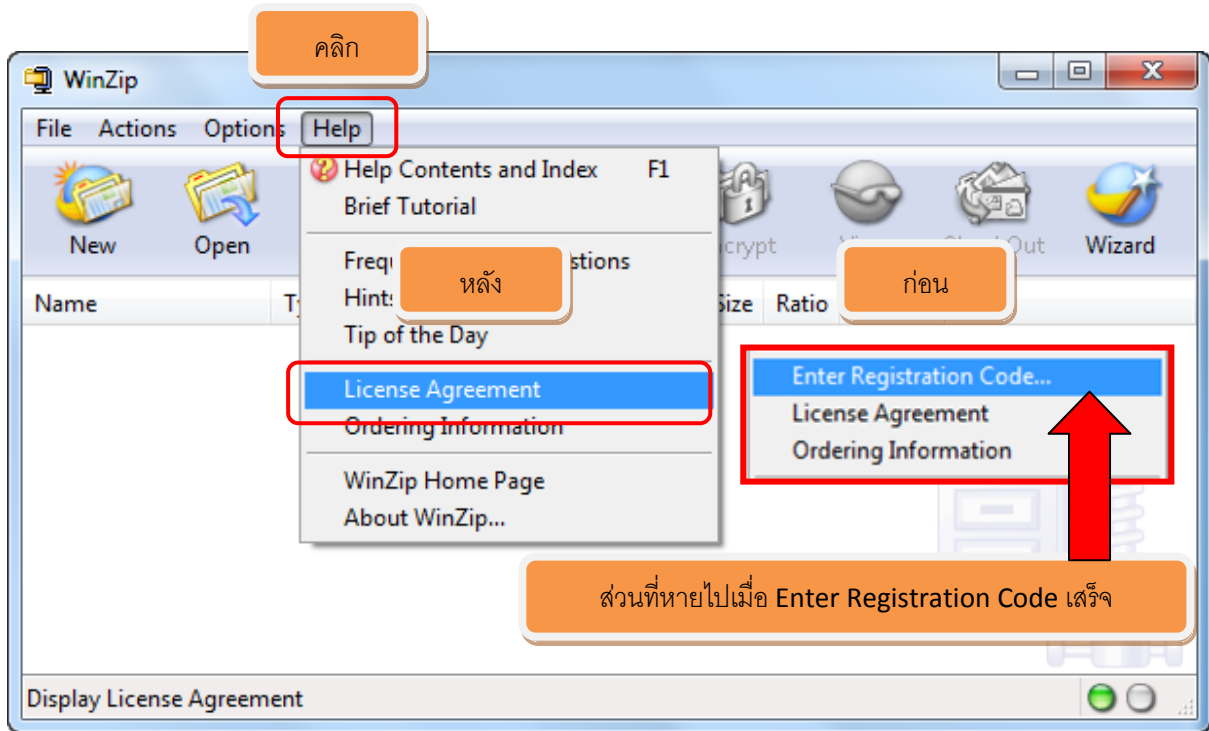 คลิก
WinZip
File Actions Options Help
Help Contents and Index F1
Brief Tutorial
New Open Wizard
stions
หลัง
ก่อน
Name Size Ratio
Tip of the Day
License Agreement
Ordering Information
WinZip Home Page
About WinZip...
Enter Registration Code...
License Agreement
Ordering Information
ส่วนที่หายไปเมื่อ Enter Registration Code เสร็จ
Display License Agreement